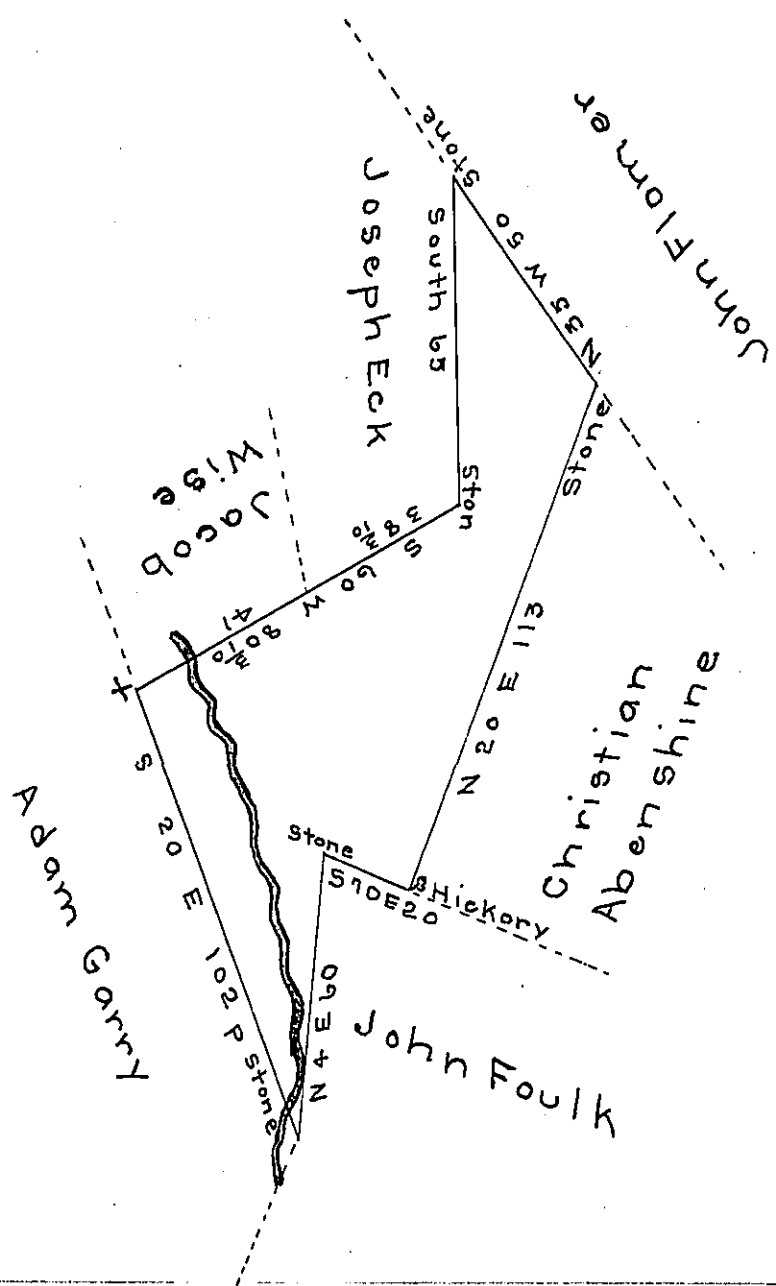 John Flomer
Stone
N 35 W 50
Stone
South 65
Joseph Eck
Ston
S 60 W 80 3/10
38 3/10
41
Jacob
Wise
N 20 E 113
Christian
Abenshine
Hickory
S 70 E 20
Stone
N 4 E 60
John Foulk
S 20 E 102 P
Stone
Adam Garry